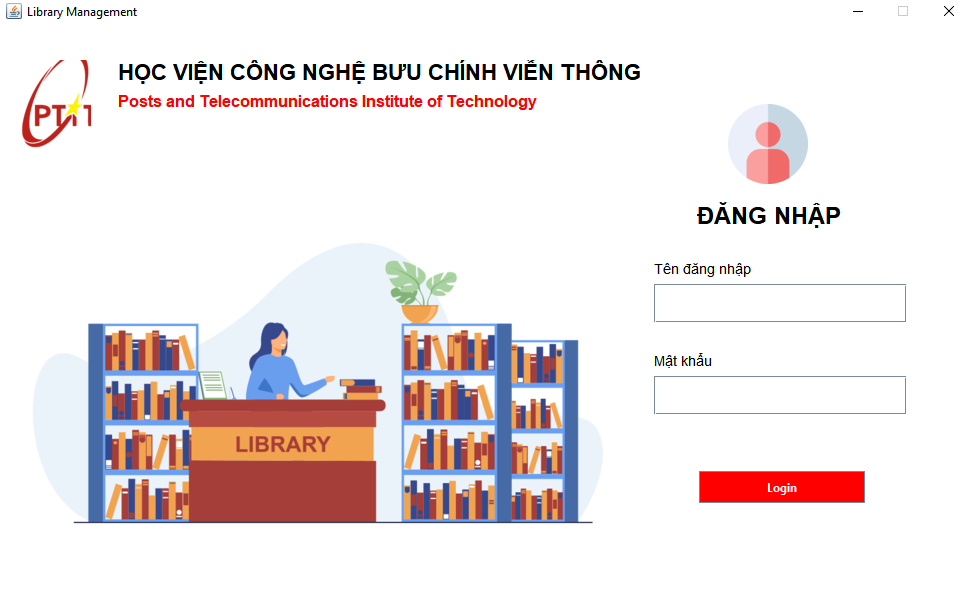 Library Management
HỌC VIỆN CÔNG NGHỆ BƯU CHÍNH VIỄN THÔNG
Posts and Telecommunications Institute of Technology
PTIT
ĐĂNG NHẬP
Tên đăng nhập
Mật khẩu
LIBRARY
Login